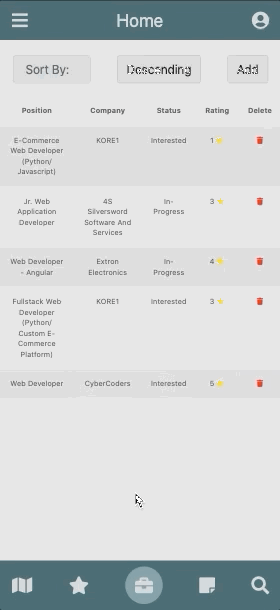 Home
Sort By: Descending Add
Position Company Status Rating Delete
E-Commerce
Web Developer
(Python/
Javascript)
KORE1
Interested
1
Jr. Web
Application
Developer
4S
Silversword
Software And
Services
In-
Progress
3
Web Developer
- Angular
Extron
Electronics
In-
Progress
4
Fullstack Web
Developer
(Python/
Custom E-
Commerce
Platform)
KORE1
Interested
3
Web Developer
CyberCoders
Interested
5